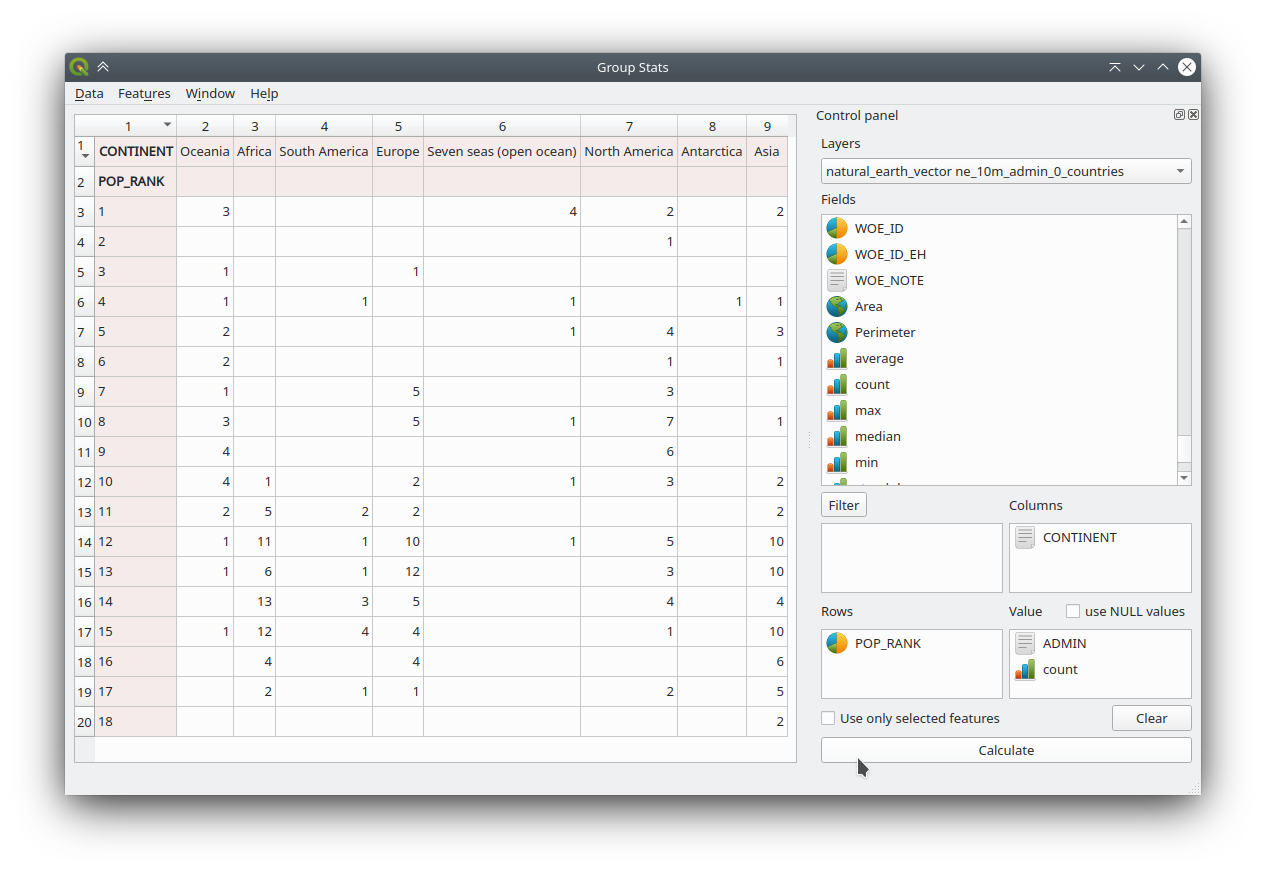 Group Stats
Data Features Window Help
1 2 3 4 5 6 7 8 9
1 CONTINENT Oceania Africa South America Europe Seven seas (open ocean) North America Antarctica Asia
2 POP_RANK
3 1 3 4 2 2
4 2 1
5 3 1 1
6 4 1 1 1 1 1
7 5 2 1 4 3
8 6 2 1 1
9 7 1 5 3
10 8 3 5 1 7 1
11 9 4 6
12 10 4 1 2 1 3 2
13 11 2 5 2 2 2
14 12 1 11 1 10 1 5 10
15 13 1 6 1 12 3 10
16 14 13 3 5 4 4
17 15 1 12 4 4 1 10
18 16 4 4 6
19 17 2 1 1 2 5
20 18 2
Control panel
Layers
natural_earth_vector ne_10m_admin_0_countries
Fields
WOE_ID
WOE_ID_EH
WOE_NOTE
Area
Perimeter
average
count
max
median
min
Filter Columns
CONTINENT
Rows Value use NULL values
POP_RANK ADMIN
count
Use only selected features Clear
Calculate